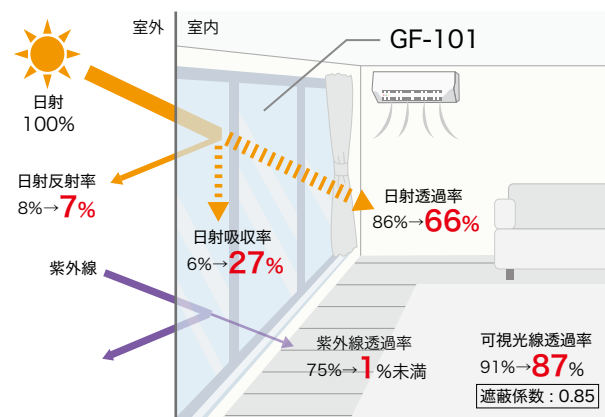 室外
室内
GF-101
日射
100%
日射反射率
8%→7%
日射透過率
86%→66%
日射吸収率
6%→27%
紫外線
紫外線透過率
75%→1%未満
可視光線透過率
91%→87%
遮蔽係数：0.85